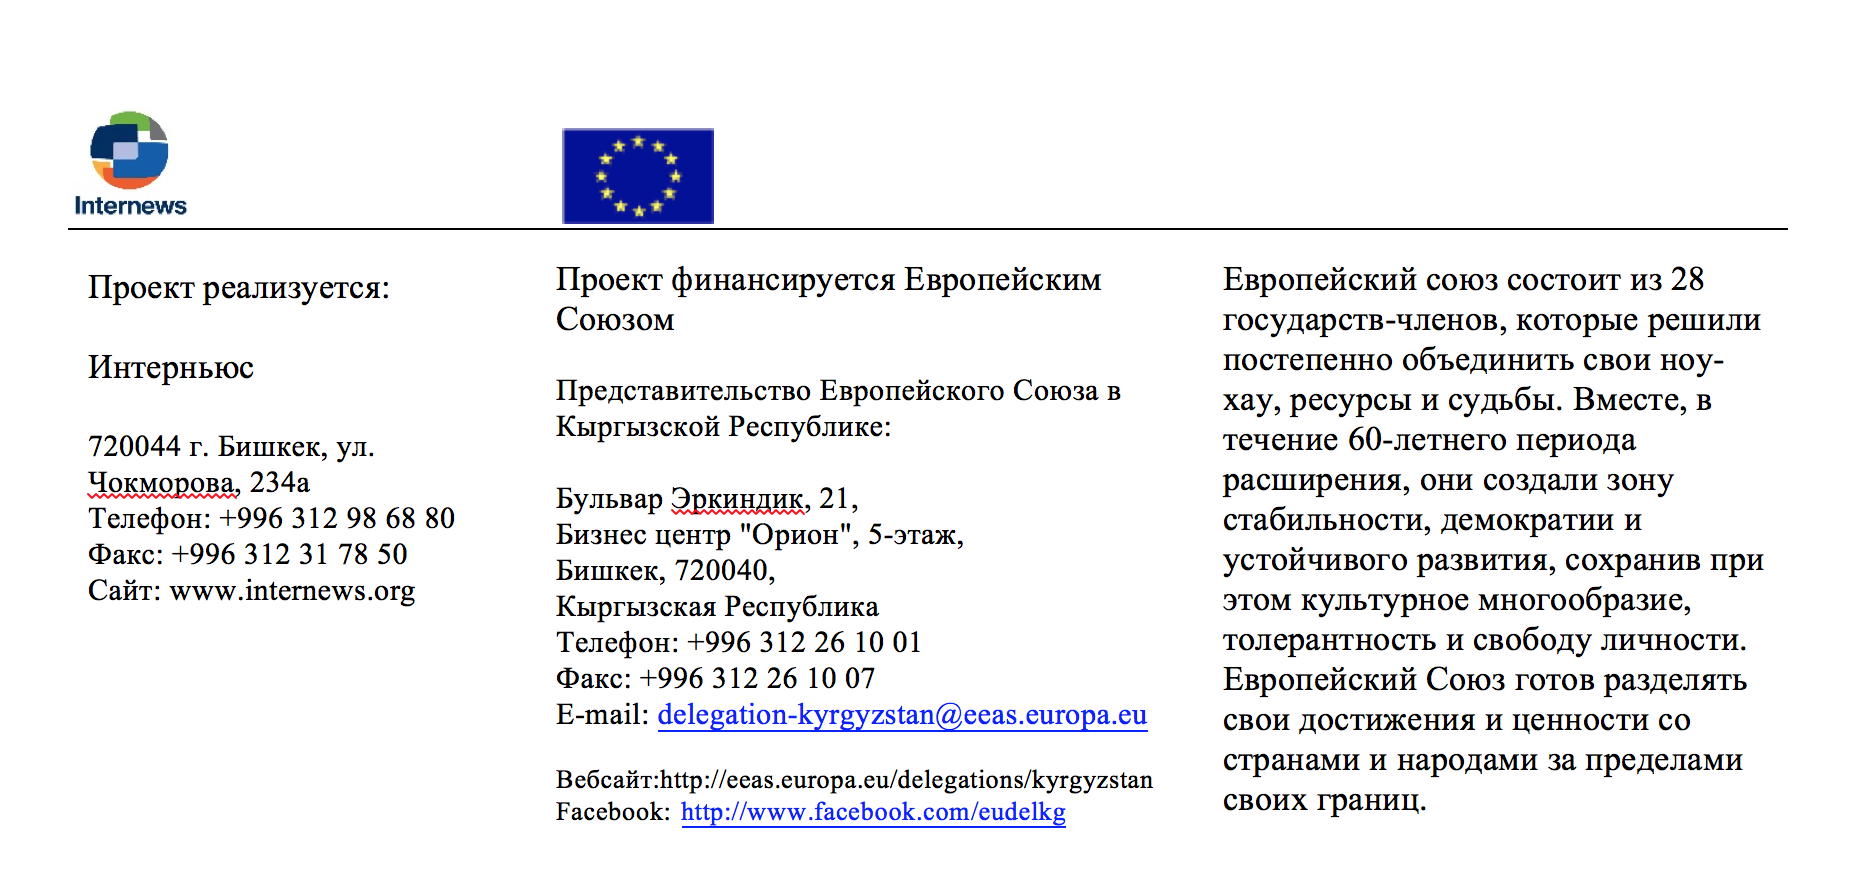 Internews
Проект реализуется:
Интерньюс
720044 г. Бишкек, ул.
Чокморова, 234а
Телефон: +996 312 98 68 80
Факс: +996 312 31 78 50
Сайт: www.internews.org
Проект финансируется Европейским
Союзом
Представительство Европейского Союза в
Кыргызской Республике:
Бульвар Эркиндик, 21,
Бизнес центр "Орион", 5-этаж,
Бишкек, 720040,
Кыргызская Республика
Телефон: +996 312 26 10 01
Факс: +996 312 26 10 07
E-mail: delegation-kyrgyzstan@eeas.europa.eu
Вебсайт:http://eeas.europa.eu/delegations/kyrgyzstan
Facebook: http://www.facebook.com/eudelkg
Европейский союз состоит из 28
государств-членов, которые решили
постепенно объединить свои ноу-
хау, ресурсы и судьбы. Вместе, в
течение 60-летнего периода
расширения, они создали зону
стабильности, демократии и
устойчивого развития, сохранив при
этом культурное многообразие,
толерантность и свободу личности.
Европейский Союз готов разделять
свои достижения и ценности со
странами и народами за пределами
своих границ.